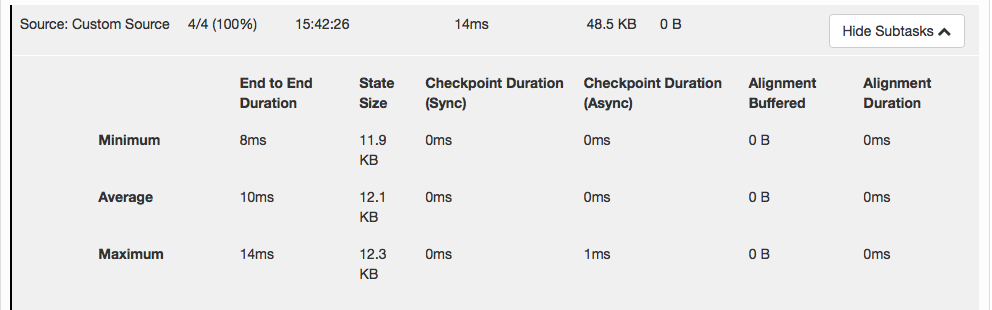 Source: Custom Source 4/4 (100%) 15:42:26 14ms 48.5 KB 0 B Hide Subtasks
End to End State Checkpoint Duration Checkpoint Duration Alignment Alignment
Duration Size (Sync) (Async) Buffered Duration
Minimum 8ms 11.9 0ms 0ms 0 B 0ms
KB
Average 10ms 12.1 0ms 0ms 0 B 0ms
KB
Maximum 14ms 12.3 0ms 1ms 0 B 0ms
KB